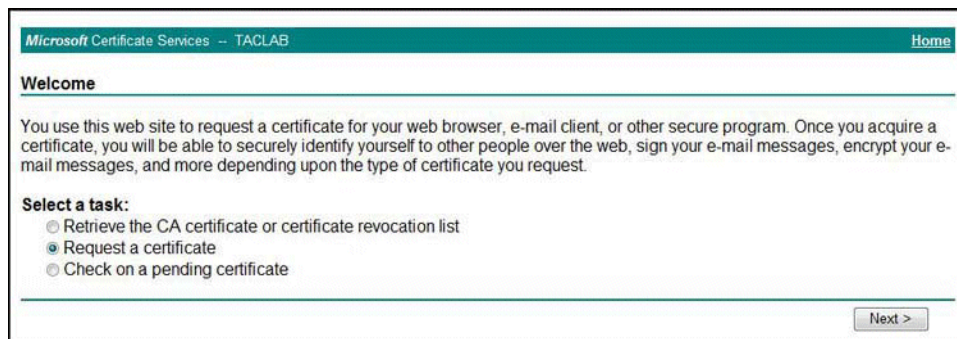 Microsoft Certificate Services -- TACLAB Home
Welcome
You use this web site to request a certificate for your web browser, e-mail client, or other secure program. Once you acquire a
certificate, you will be able to securely identify yourself to other people over the web, sign your e-mail messages, encrypt your e-
mail messages, and more depending upon the type of certificate you request.
Select a task:
Retrieve the CA certificate or certificate revocation list
Request a certificate
Check on a pending certificate
Next >